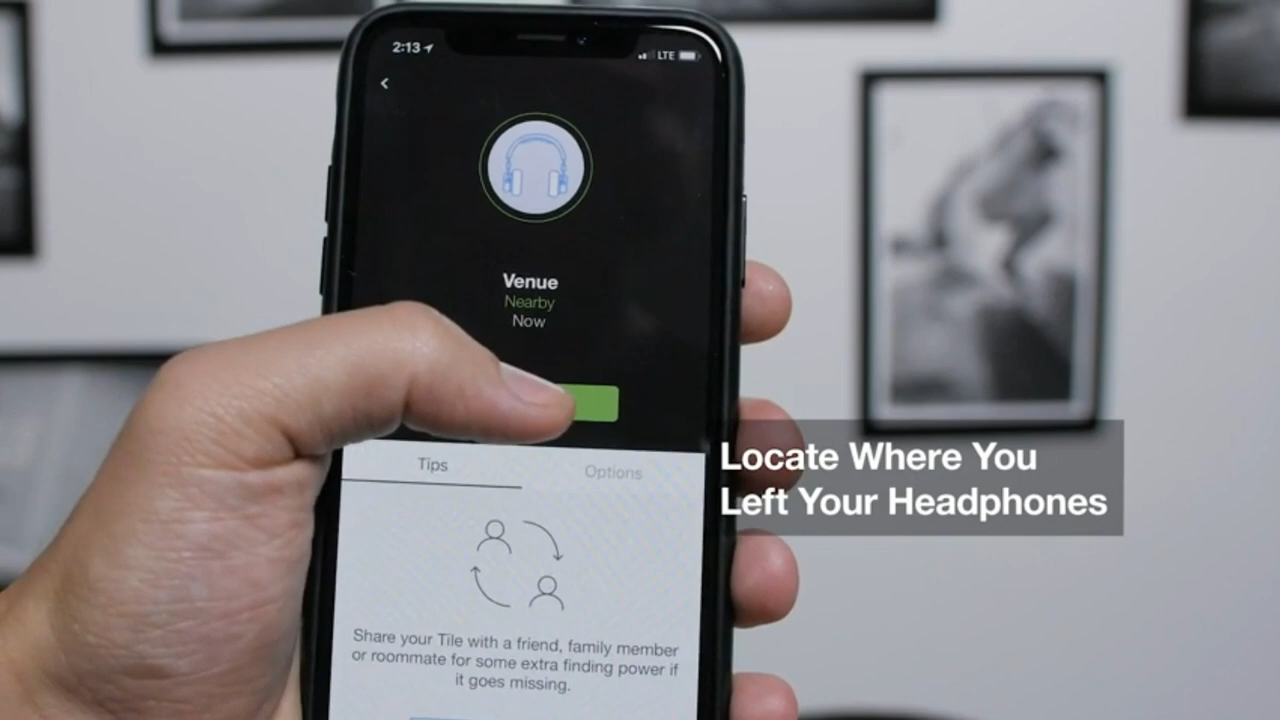 2:13
LTE
Venue
Nearby
Now
Tips
Options
Locate Where You
Left Your Headphones
Share your Tile with a friend, family member
or roommate for some extra finding power if
it goes missing.